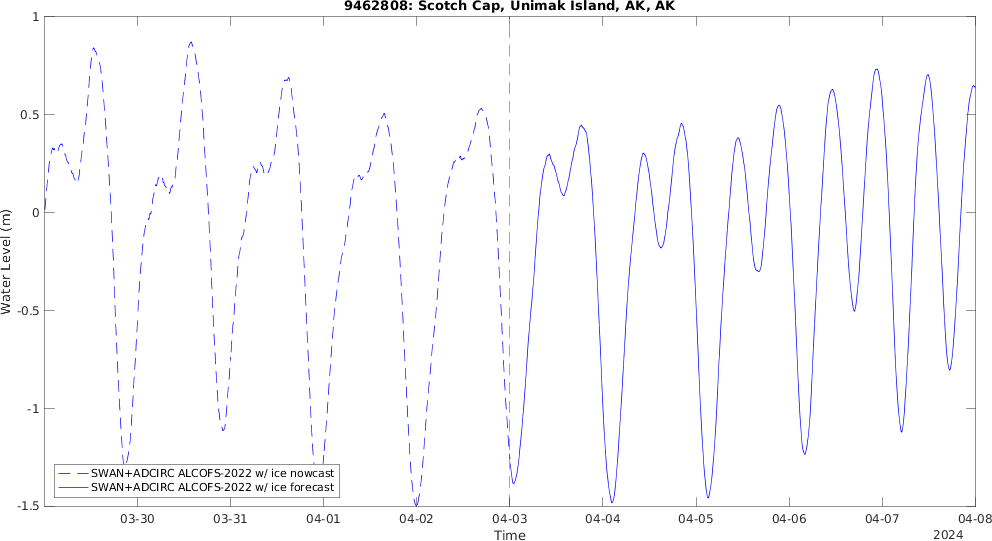 9462808: Scotch Cap, Unimak Island, AK, AK
Water Level (m)
1
0.5
0
-0.5
-1
-1.5
SWAN+ADCIRC ALCOFS-2022 w/ ice nowcast
SWAN+ADCIRC ALCOFS-2022 w/ ice forecast
03-30 03-31 04-01 04-02 04-03 04-04 04-05 04-06 04-07 04-08
Time
2024